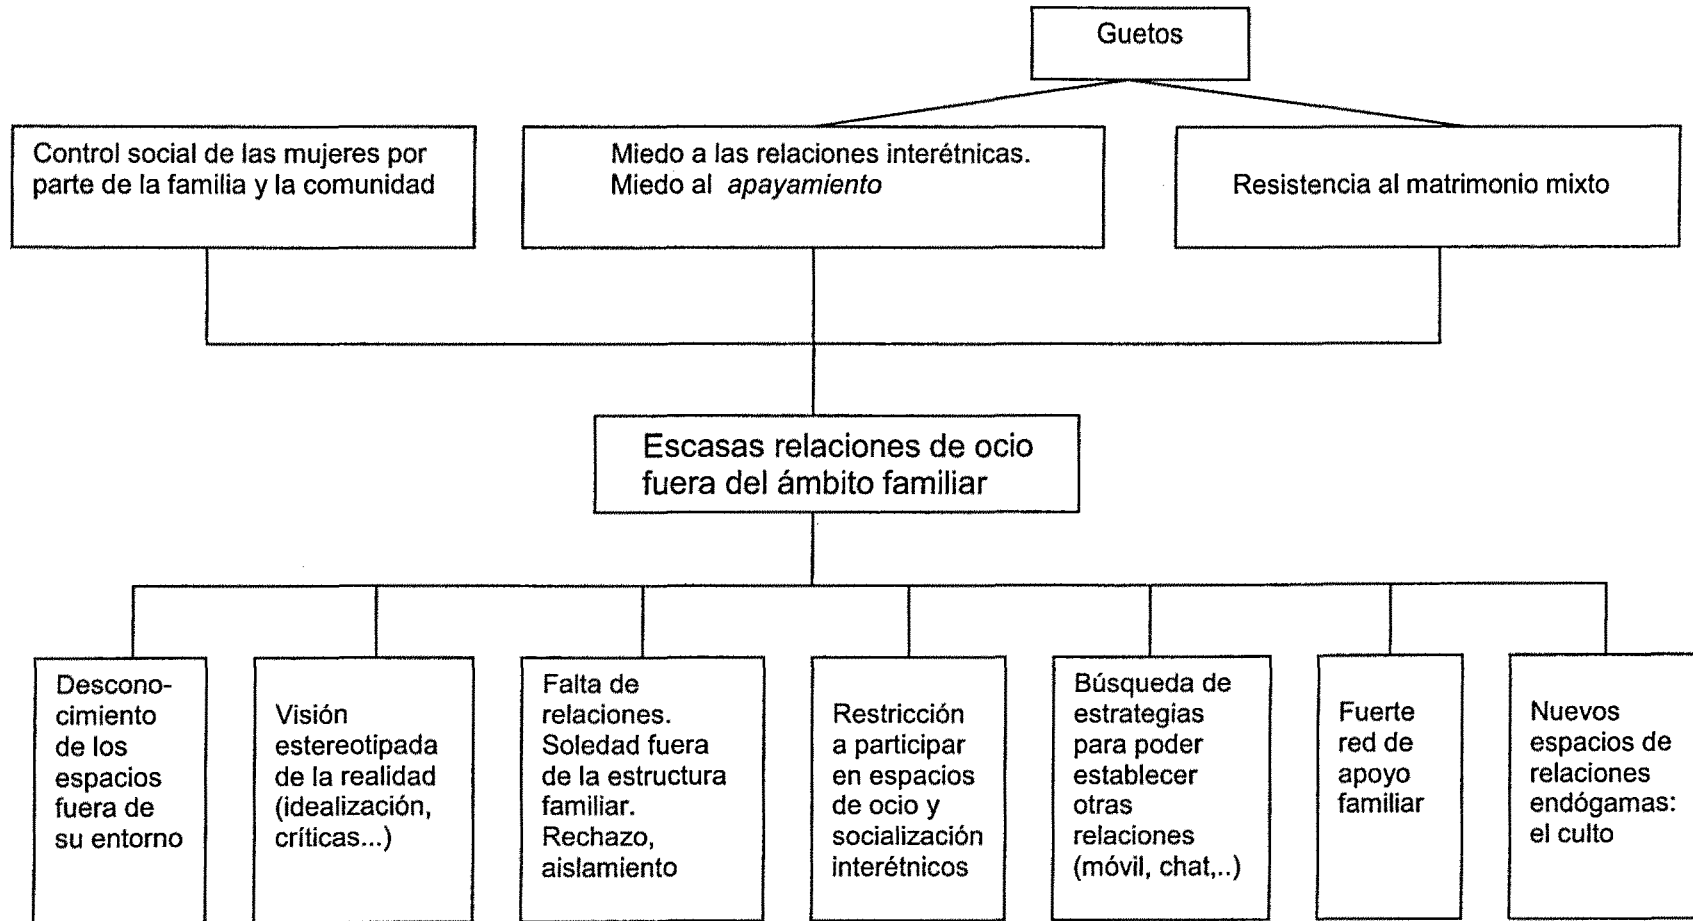 Guetos
Control social de las mujeres por
parte de la familia y la comunidad
Miedo a las relaciones interétnicas.
Miedo al apayamiento
Resistencia al matrimonio mixto
Escasas relaciones de ocio
fuera del ámbito familiar
Descono-
cimiento
de los
espacios
fuera de
su entorno
Visión
estereotipada
de la realidad
(idealización,
críticas...)
Falta de
relaciones.
Soledad fuera
de la estructura
familiar.
Rechazo,
aislamiento
Restricción
a participar
en espacios
de ocio y
socialización
interétnicos
Búsqueda de
estrategias
para poder
establecer
otras
relaciones
(móvil, chat,..)
Fuerte
red de
apoyo
familiar
Nuevos
espacios de
relaciones
endógamas:
el culto